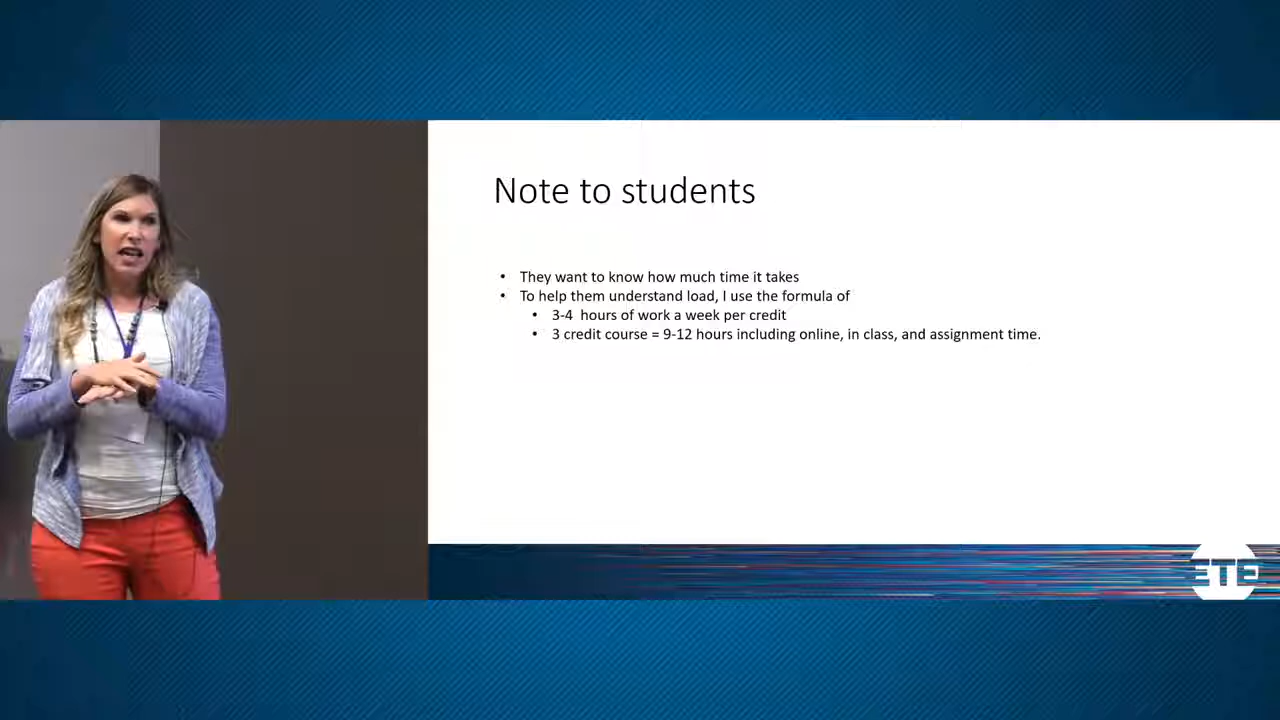 Note to students
• They want to know how much time it takes
• To help them understand load, I use the formula of
• 3-4 hours of work a week per credit
• 3 credit course = 9-12 hours including online, in class, and assignment time.